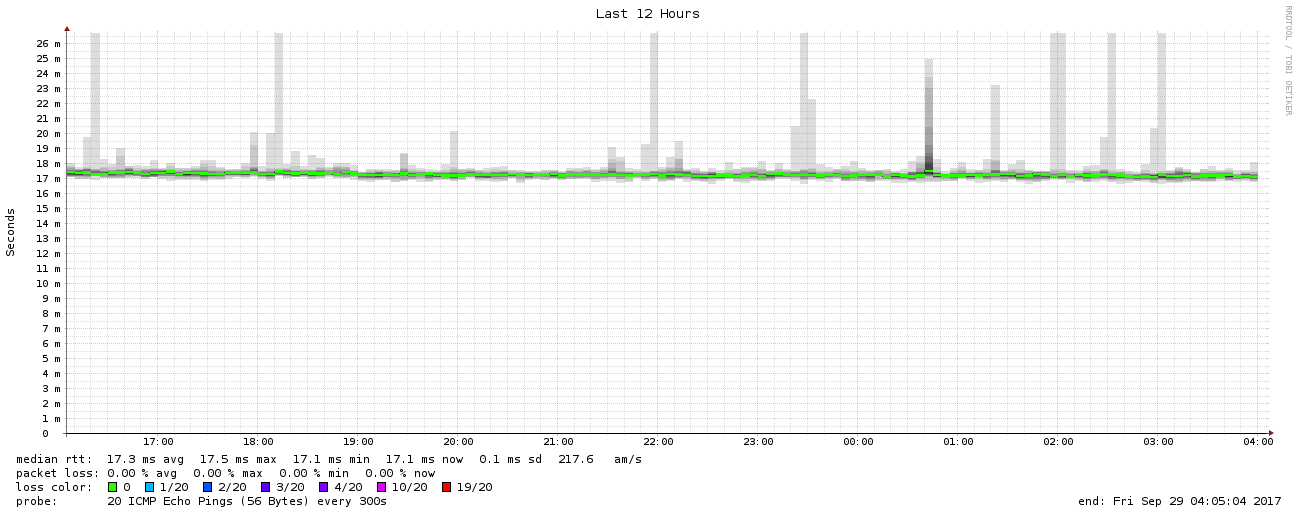 Last 12 Hours
RRDTOOL / TOBI OETIKER
Seconds
26 m
25 m
24 m
23 m
22 m
21 m
20 m
19 m
18 m
17 m
16 m
15 m
14 m
13 m
12 m
11 m
10 m
9 m
8 m
7 m
6 m
5 m
4 m
3 m
2 m
1 m
0
17:00 18:00 19:00 20:00 21:00 22:00 23:00 00:00 01:00 02:00 03:00 04:00
median rtt: 17.3 ms avg 17.5 ms max 17.1 ms min 17.1 ms now 0.1 ms sd 217.6 am/s
packet loss: 0.00 % avg 0.00 % max 0.00 % min 0.00 % now
loss color: 0 1/20 2/20 3/20 4/20 10/20 19/20
probe: 20 ICMP Echo Pings (56 Bytes) every 300s end: Fri Sep 29 04:05:04 2017